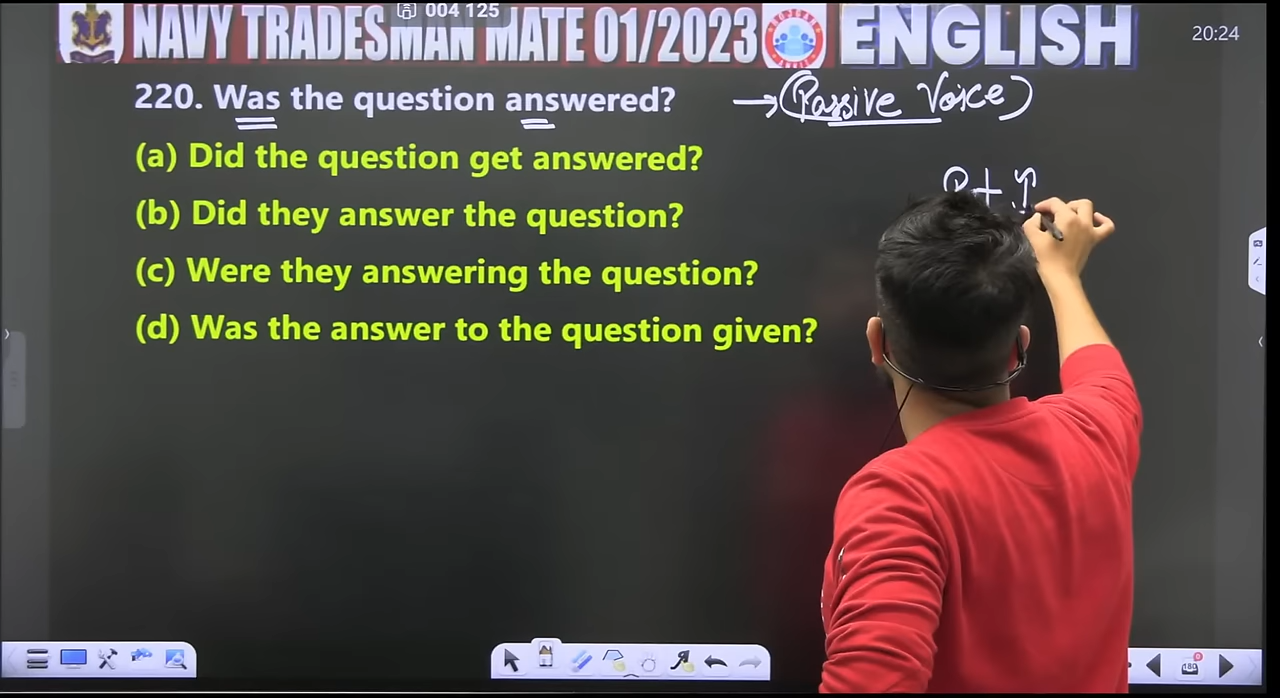 004 125
NAVY TRADESMAN MATE 01/2023 ENGLISH
20:24
220. Was the question answered? → (Passive Voice)
(a) Did the question get answered?
(b) Did they answer the question?
(c) Were they answering the question?
(d) Was the answer to the question given?
180